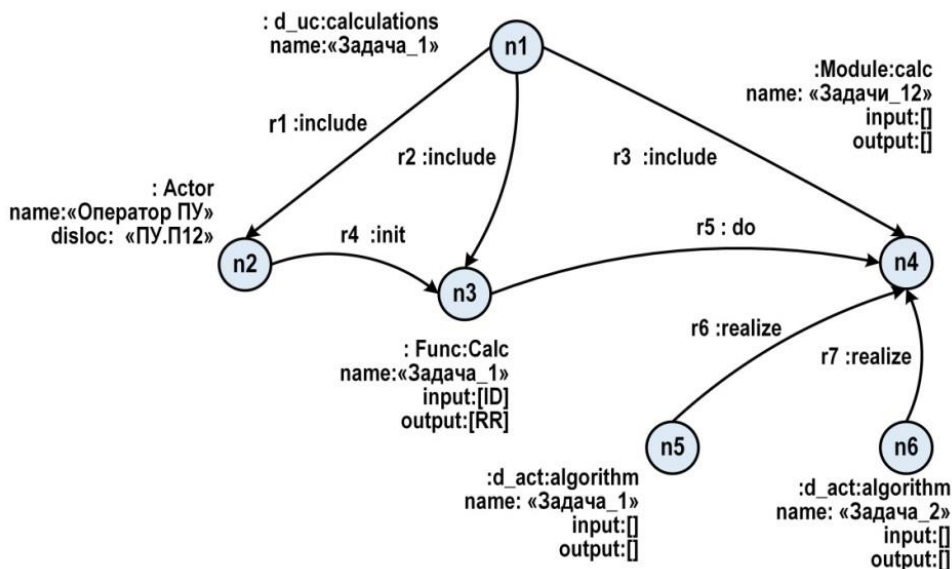 : d_uc:calculations
name:«Задача_1»
n1
:Module:calc
name: «Задачи_12»
input:[]
output:[]
r1 :include
r2 :include
r3 :include
: Actor
name:«Оператор ПУ»
disloc: «ПУ.П12»
n2
r4 :init
n3
r5 : do
n4
: Func:Calc
name:«Задача_1»
input:[ID]
output:[RR]
r6 :realize
r7 :realize
n5
n6
:d_act:algorithm
name: «Задача_1»
input:[]
output:[]
:d_act:algorithm
name: «Задача_2»
input:[]
output:[]